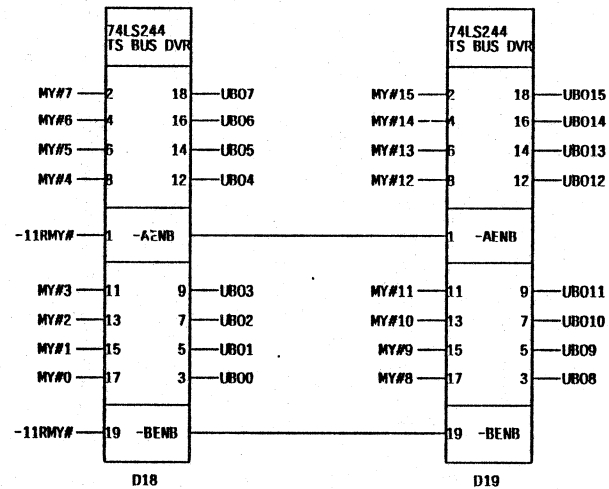 74LS244 74LS244
TS BUS DVR TS BUS DVR
MY#7 2 18 UB07 MY#15 2 18 UB015
MY#6 4 16 UB06 MY#14 4 16 UB014
MY#5 6 14 UB05 MY#13 6 14 UB013
MY#4 8 12 UB04 MY#12 8 12 UB012
-11RMY# 1 -AENB 1 -AENB
MY#3 11 9 UB03 MY#11 11 9 UB011
MY#2 13 7 UB02 MY#10 13 7 UB010
MY#1 15 5 UB01 MY#9 15 5 UB09
MY#0 17 3 UB00 MY#8 17 3 UB08
-11RMY# 19 -BENB 19 -BENB
D18 D19